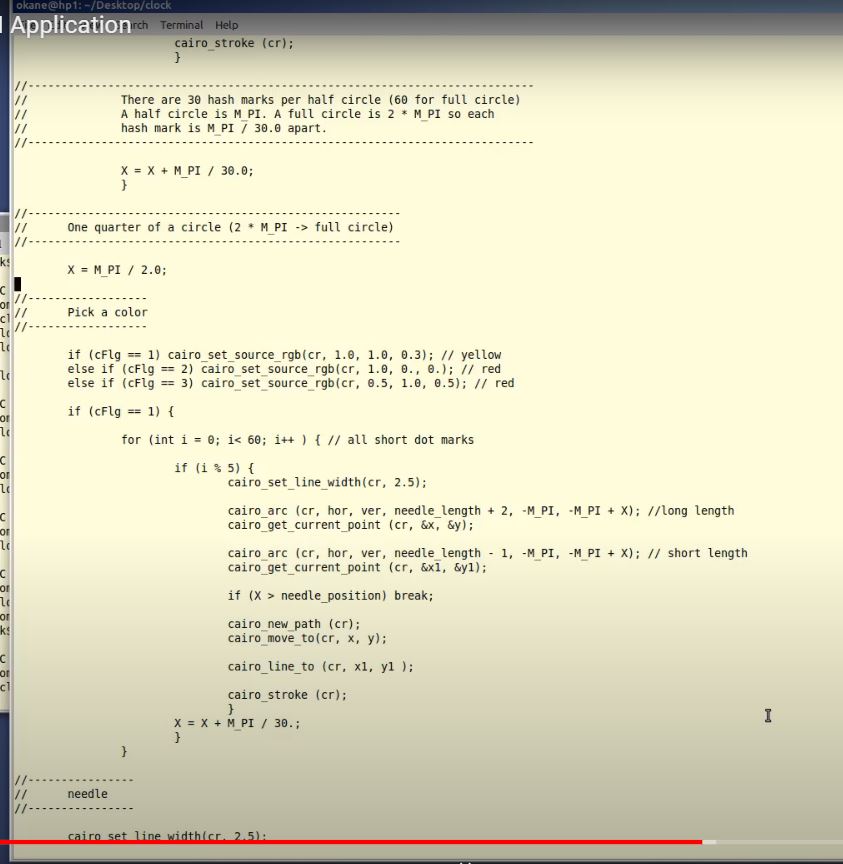 okane@hp1: ~/Desktop/clock
Application
Terminal Help
cairo_stroke (cr);
}
//----------------------------------------------------------------------------
// There are 30 hash marks per half circle (60 for full circle)
// A half circle is M_PI. A full circle is 2 * M_PI so each
// hash mark is M_PI / 30.0 apart.
//----------------------------------------------------------------------------
X = X + M_PI / 30.0;
}
//--------------------------------------------------------
// One quarter of a circle (2 * M_PI -> full circle)
//--------------------------------------------------------
X = M_PI / 2.0;
//------------------
// Pick a color
//------------------
if (cFlg == 1) cairo_set_source_rgb(cr, 1.0, 1.0, 0.3); // yellow
else if (cFlg == 2) cairo_set_source_rgb(cr, 1.0, 0., 0.); // red
else if (cFlg == 3) cairo_set_source_rgb(cr, 0.5, 1.0, 0.5); // red
if (cFlg == 1) {
for (int i = 0; i< 60; i++ ) { // all short dot marks
if (i % 5) {
cairo_set_line_width(cr, 2.5);
cairo_arc (cr, hor, ver, needle_length + 2, -M_PI, -M_PI + X); //long length
cairo_get_current_point (cr, &x, &y);
cairo_arc (cr, hor, ver, needle_length - 1, -M_PI, -M_PI + X); // short length
cairo_get_current_point (cr, &x1, &y1);
if (X > needle_position) break;
cairo_new_path (cr);
cairo_move_to(cr, x, y);
cairo_line_to (cr, x1, y1 );
cairo_stroke (cr);
}
X = X + M_PI / 30.;
}
}
//----------------
// needle
//----------------
cairo_set_line_width(cr, 2.5);